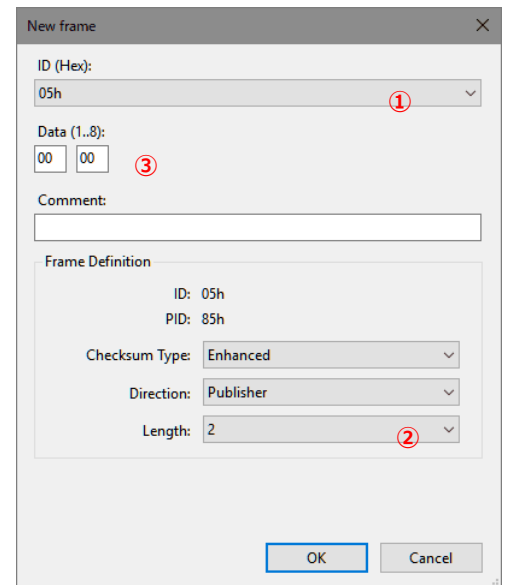 New frame
ID (Hex):
05h ①
Data (1..8):
00 00 ③
Comment:
Frame Definition
ID: 05h
PID: 85h
Checksum Type: Enhanced
Direction: Publisher
Length: 2 ②
OK Cancel